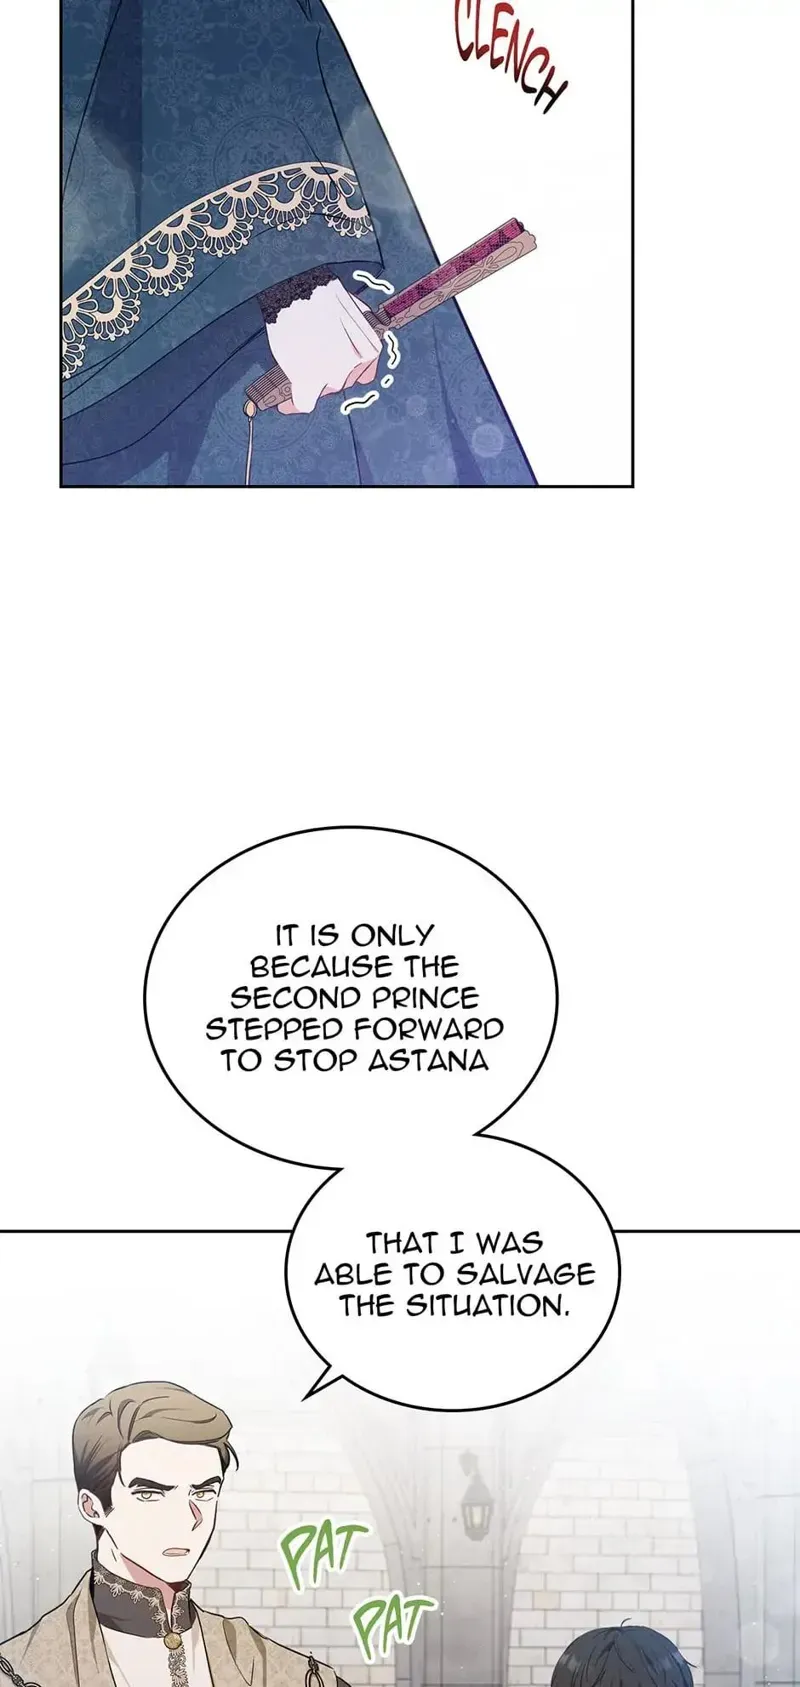 CLENCH
IT IS ONLY
BECAUSE THE
SECOND PRINCE
STEPPED FORWARD
TO STOP ASTANA
THAT I WAS
ABLE TO SALVAGE
THE SITUATION.
PAT
PAT